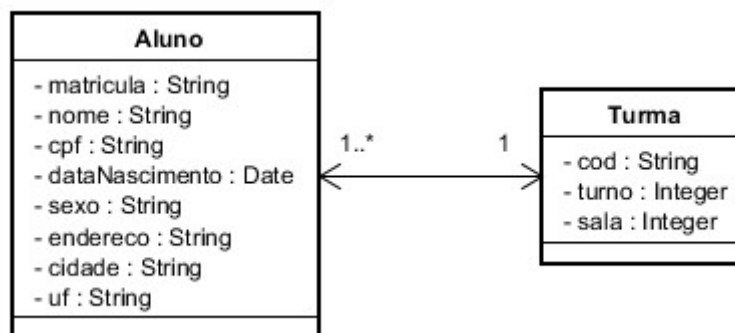 Aluno
- matricula : String
- nome : String
- cpf : String
- dataNascimento : Date
- sexo : String
- endereco : String
- cidade : String
- uf : String
1..*
1
Turma
- cod : String
- turno : Integer
- sala : Integer